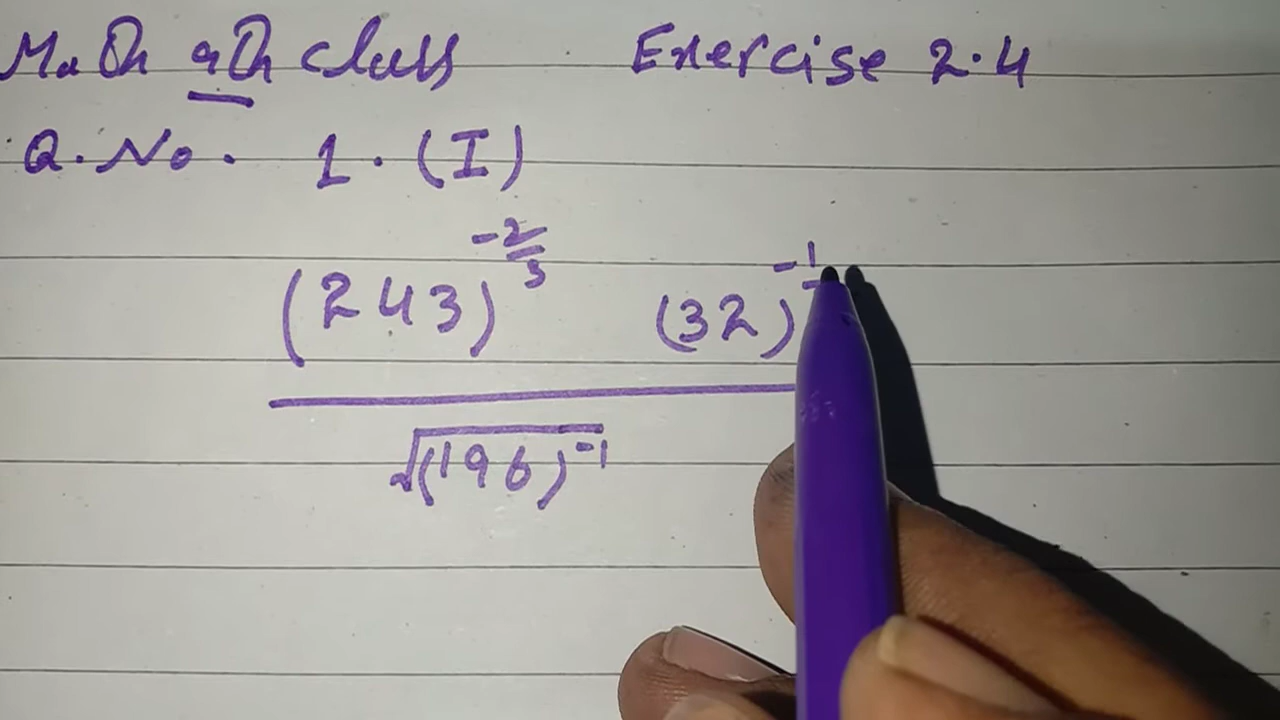 Math 9th class Exercise 2.4
Q. No. 1. (I)
(243)^-2/5 (32)^-1/
√(196)^-1